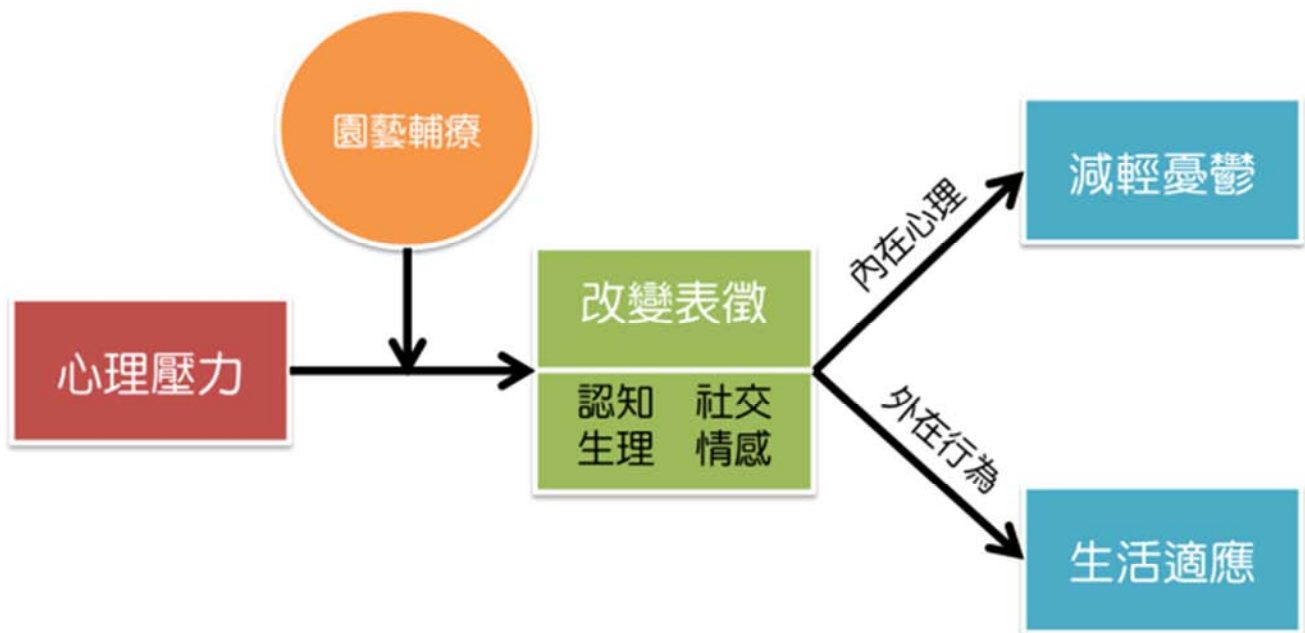 園藝輔療
心理壓力
改變表徵
認知 社交
生理 情感
內在心理
外在行為
減輕憂鬱
生活適應